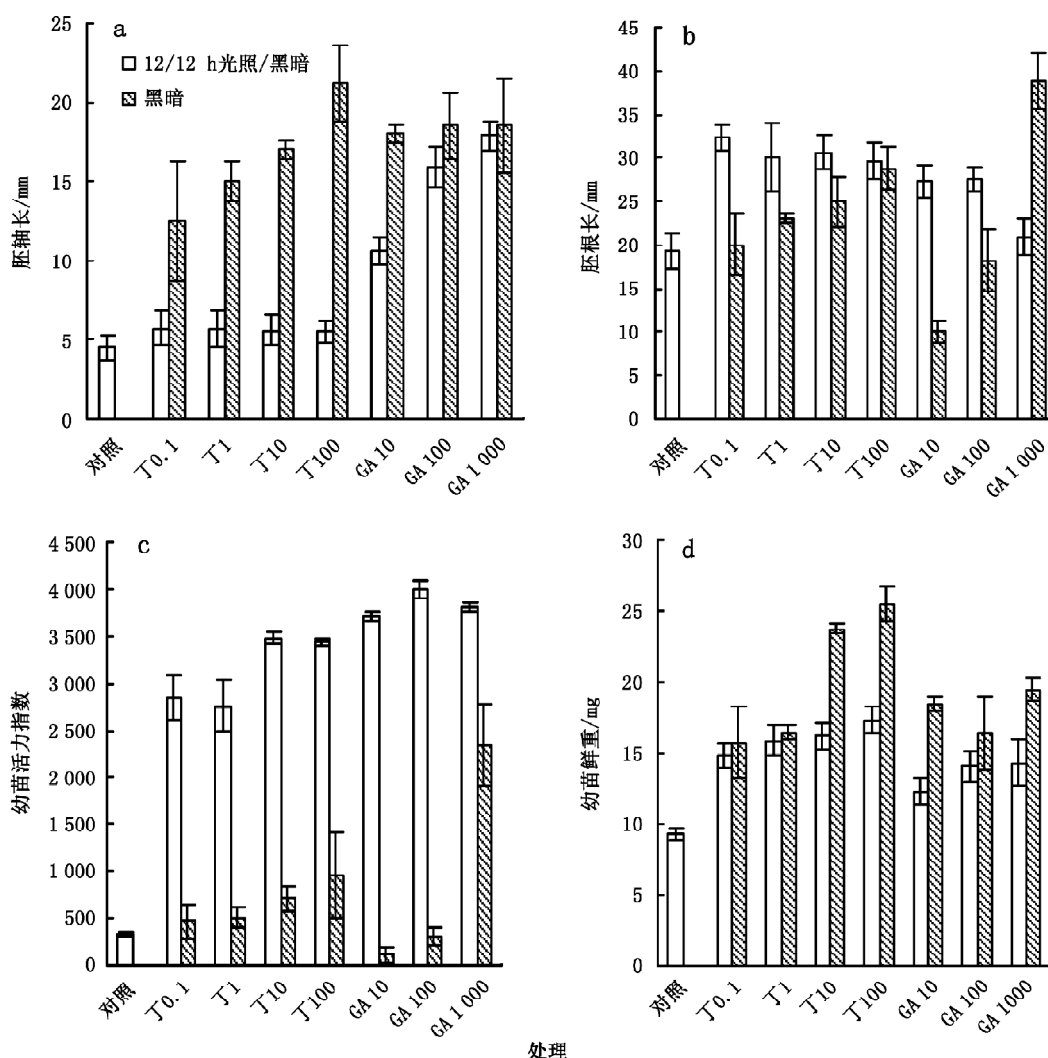 a
胚轴长/mm
25
20
15
10
5
0
12/12 h光照/黑暗
黑暗
对照
丁0.1
丁1
丁10
丁100
GA 10
GA 100
GA 1 000
b
胚根长/mm
45
40
35
30
25
20
15
10
5
0
对照
丁0.1
丁1
丁10
丁100
GA 10
GA 100
GA 1 000
c
幼苗活力指数
4 500
4 000
3 500
3 000
2 500
2 000
1 500
1 000
500
0
对照
丁0.1
丁1
丁10
丁100
GA 10
GA 100
GA 1 000
d
幼苗鲜重/mg
30
25
20
15
10
5
0
对照
丁0.1
丁1
丁10
丁100
GA 10
GA 100
GA 1000
处理